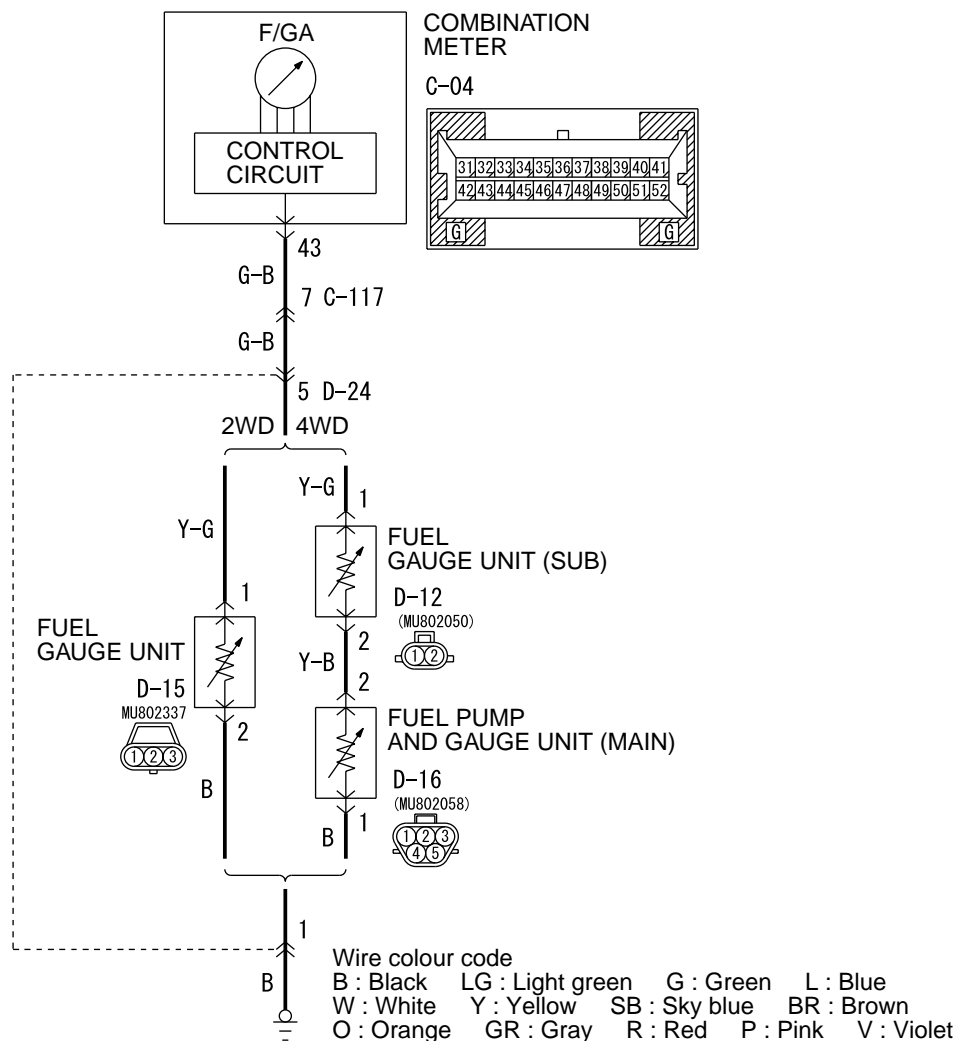 F/GA
COMBINATION
METER
C-04
CONTROL
CIRCUIT
31 32 33 34 35 36 37 38 39 40 41
42 43 44 45 46 47 48 49 50 51 52
G G
43
G-B
7 C-117
G-B
5 D-24
2WD 4WD
Y-G
1
Y-G
FUEL
GAUGE UNIT (SUB)
D-12
(MU802050)
1 2
1
2
FUEL
GAUGE UNIT
Y-B
2
D-15
MU802337
1 2 3
2
FUEL PUMP
AND GAUGE UNIT (MAIN)
D-16
(MU802058)
1 2 3
4 5
B
1
B
1
B
Wire colour code
B : Black LG : Light green G : Green L : Blue
W : White Y : Yellow SB : Sky blue BR : Brown
O : Orange GR : Gray R : Red P : Pink V : Violet